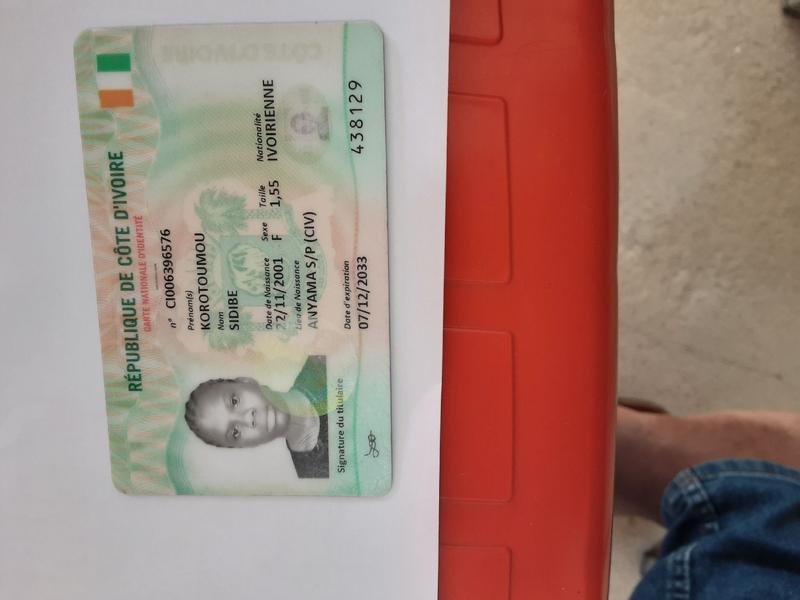 RÉPUBLIQUE DE CÔTE D'IVOIRE
CARTE NATIONALE D'IDENTITÉ
n° CI006396576
Prénom(s)
KOROTOUMOU
Nom
SIDIBE
Date de Naissance Sexe Taille Nationalité
22/11/2001 F 1,55 IVOIRIENNE
Lieu de Naissance
ANYAMA S/P (CIV)
Date d'expiration
07/12/2033
438129
Signature du titulaire
CÔTE D'IVOIRE